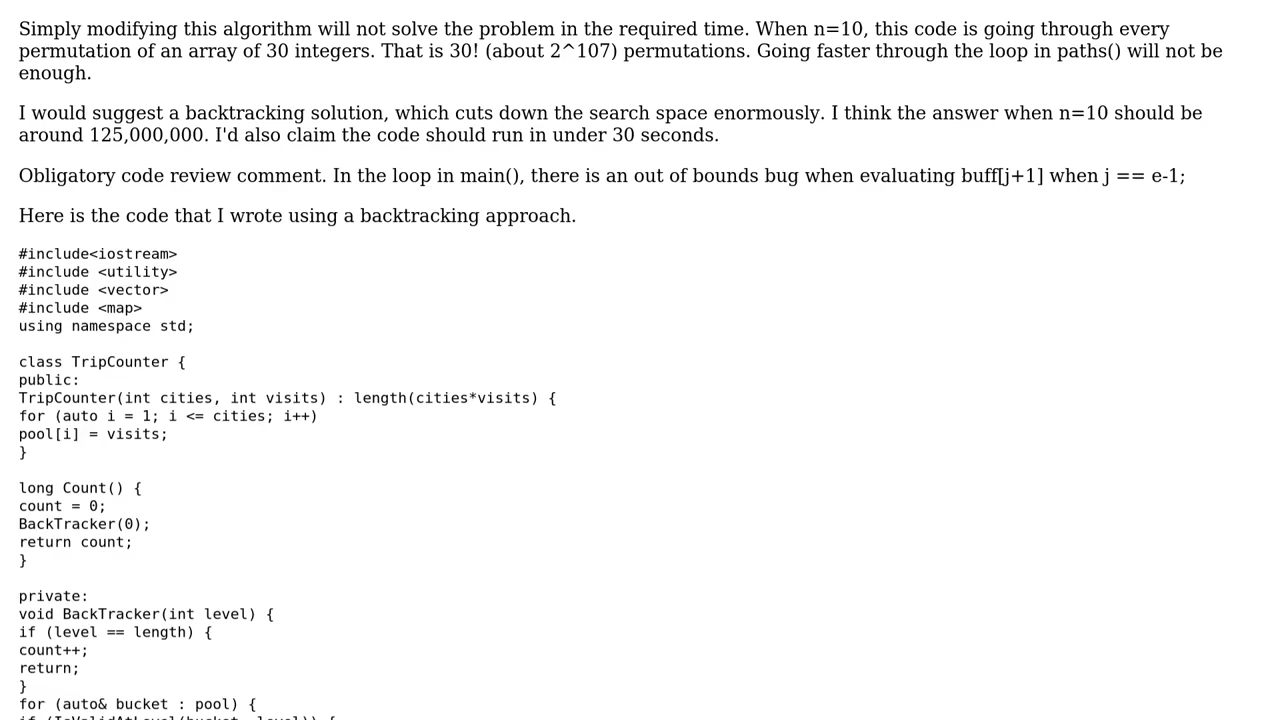 Simply modifying this algorithm will not solve the problem in the required time. When n=10, this code is going through every
permutation of an array of 30 integers. That is 30! (about 2^107) permutations. Going faster through the loop in paths() will not be
enough.
I would suggest a backtracking solution, which cuts down the search space enormously. I think the answer when n=10 should be
around 125,000,000. I'd also claim the code should run in under 30 seconds.
Obligatory code review comment. In the loop in main(), there is an out of bounds bug when evaluating buff[j+1] when j == e-1;
Here is the code that I wrote using a backtracking approach.
#include<iostream>
#include <utility>
#include <vector>
#include <map>
using namespace std;
class TripCounter {
public:
TripCounter(int cities, int visits) : length(cities*visits) {
for (auto i = 1; i <= cities; i++)
pool[i] = visits;
}
long Count() {
count = 0;
BackTracker(0);
return count;
}
private:
void BackTracker(int level) {
if (level == length) {
count++;
return;
}
for (auto& bucket : pool) {
if (IsValidAtLevel(bucket, level)) {